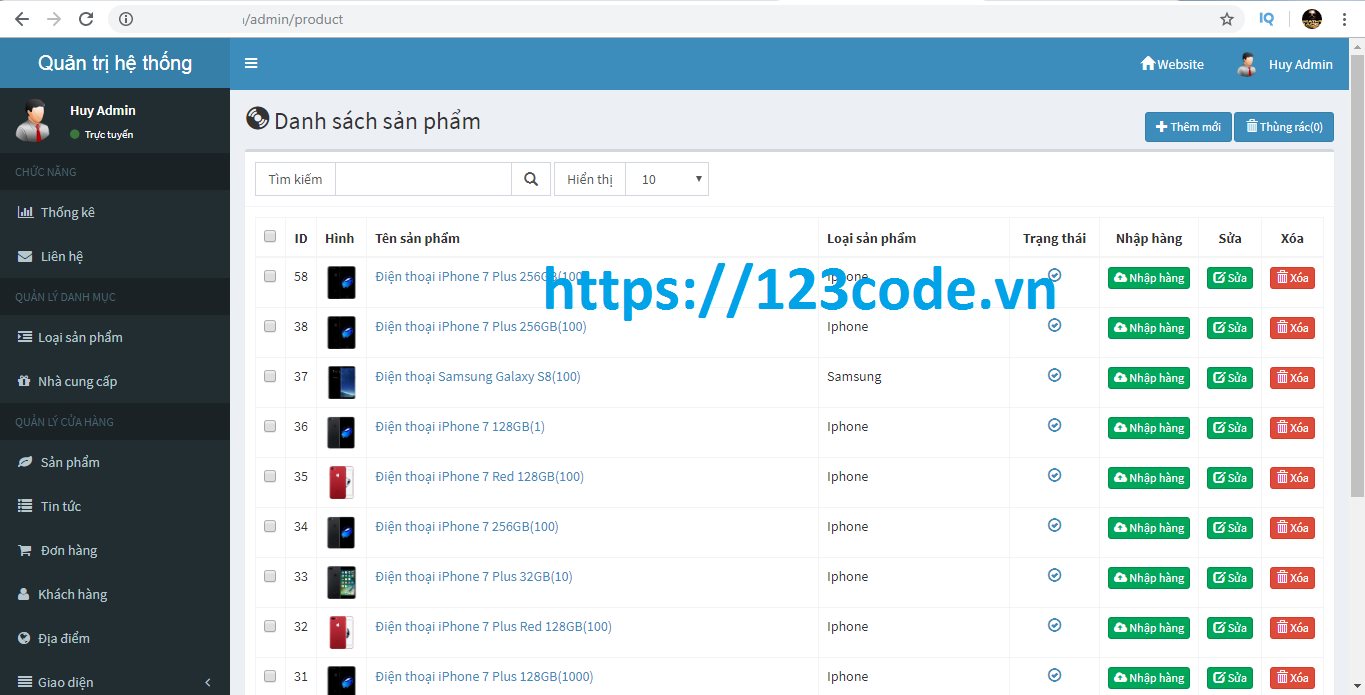 /admin/product
IQ
Quản trị hệ thống
Website
Huy Admin
Huy Admin
Trực tuyến
CHỨC NĂNG
Thống kê
Liên hệ
QUẢN LÝ DANH MỤC
Loại sản phẩm
Nhà cung cấp
QUẢN LÝ CỬA HÀNG
Sản phẩm
Tin tức
Đơn hàng
Khách hàng
Địa điểm
Giao diện
Danh sách sản phẩm
Thêm mới Thùng rác(0)
Tìm kiếm Hiển thị 10
ID Hình Tên sản phẩm Loại sản phẩm Trạng thái Nhập hàng Sửa Xóa
58 Điện thoại iPhone 7 Plus 256GB(100) Iphone Nhập hàng Sửa Xóa
https://123code.vn
38 Điện thoại iPhone 7 Plus 256GB(100) Iphone Nhập hàng Sửa Xóa
37 Điện thoại Samsung Galaxy S8(100) Samsung Nhập hàng Sửa Xóa
36 Điện thoại iPhone 7 128GB(1) Iphone Nhập hàng Sửa Xóa
35 Điện thoại iPhone 7 Red 128GB(100) Iphone Nhập hàng Sửa Xóa
34 Điện thoại iPhone 7 256GB(100) Iphone Nhập hàng Sửa Xóa
33 Điện thoại iPhone 7 Plus 32GB(10) Iphone Nhập hàng Sửa Xóa
32 Điện thoại iPhone 7 Plus Red 128GB(100) Iphone Nhập hàng Sửa Xóa
31 Điện thoại iPhone 7 Plus 128GB(1000) Iphone Nhập hàng Sửa Xóa